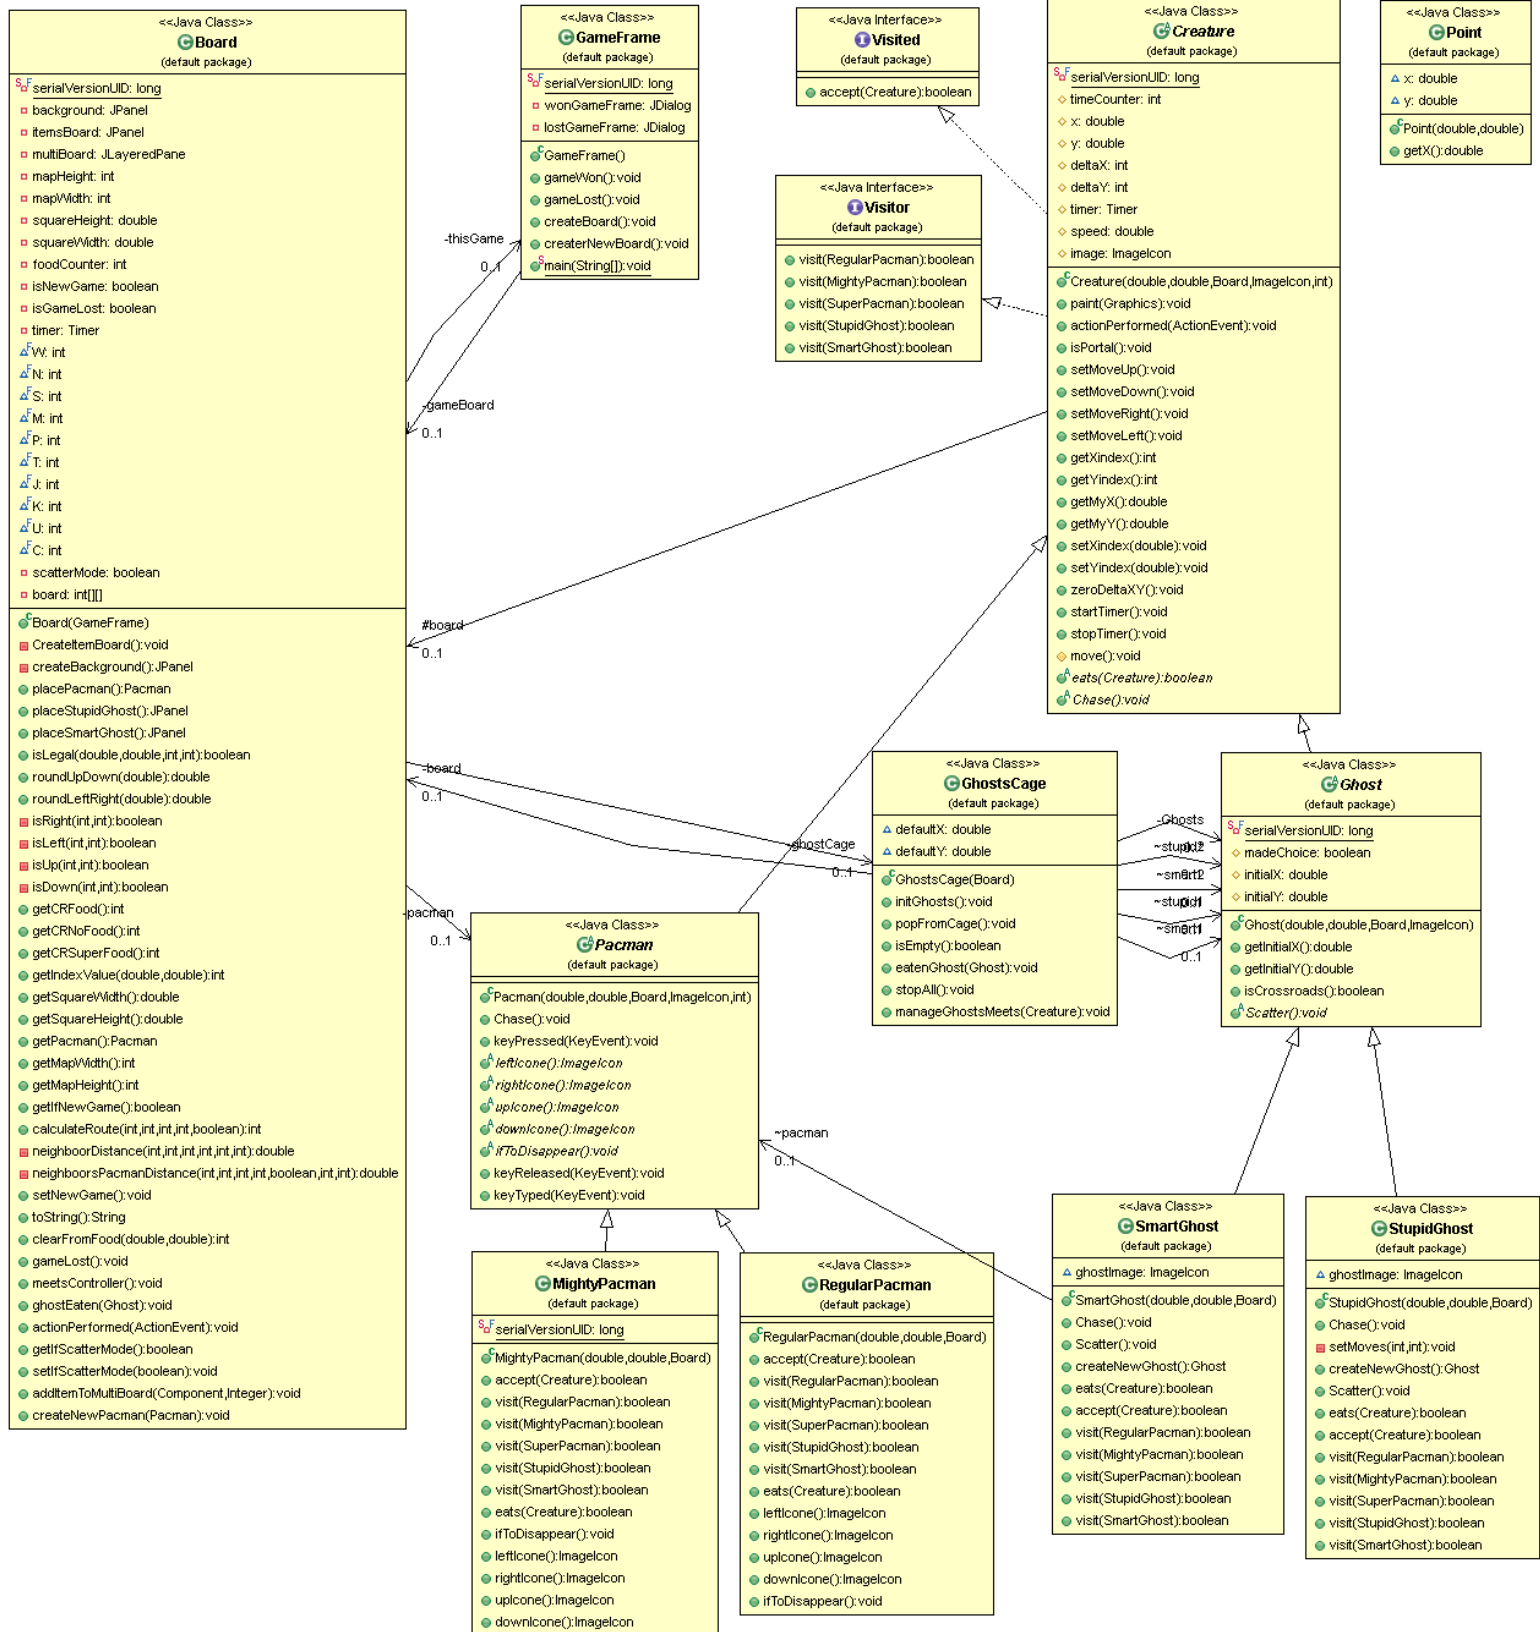 <<Java Class>>
Board
(default package)
serialVersionUID: long
background: JPanel
itemsBoard: JPanel
multiBoard: JLayeredPane
mapHeight: int
mapWidth: int
squareHeight: double
squareWidth: double
foodCounter: int
isNewGame: boolean
isGameLost: boolean
timer: Timer
W: int
N: int
S: int
M: int
P: int
T: int
J: int
K: int
U: int
C: int
scatterMode: boolean
board: int[][]
Board(GameFrame)
CreateItemBoard():void
createBackground():JPanel
placePacman():Pacman
placeStupidGhost():JPanel
placeSmartGhost():JPanel
isLegal(double,double,int,int):boolean
roundUpDown(double):double
roundLeftRight(double):double
isRight(int,int):boolean
isLeft(int,int):boolean
isUp(int,int):boolean
isDown(int,int):boolean
getCRFood():int
getCRNoFood():int
getCRSuperFood():int
getIndexValue(double,double):int
getSquareWidth():double
getSquareHeight():double
getPacman():Pacman
getMapWidth():int
getMapHeight():int
getIfNewGame():boolean
calculateRoute(int,int,int,int,boolean):int
neighboorDistance(int,int,int,int,int,int):double
neighboorsPacmanDistance(int,int,int,int,boolean,int,int):double
setNewGame():void
toString():String
clearFromFood(double,double):int
gameLost():void
meetsController():void
ghostEaten(Ghost):void
actionPerformed(ActionEvent):void
getIfScatterMode():boolean
setIfScatterMode(boolean):void
addItemToMultiBoard(Component,Integer):void
createNewPacman(Pacman):void
<<Java Class>>
GameFrame
(default package)
serialVersionUID: long
wonGameFrame: JDialog
lostGameFrame: JDialog
GameFrame()
gameWon():void
gameLost():void
createBoard():void
createrNewBoard():void
main(String[]):void
-thisGame
0..1
-gameBoard
0..1
<<Java Interface>>
Visited
(default package)
accept(Creature):boolean
<<Java Interface>>
Visitor
(default package)
visit(RegularPacman):boolean
visit(MightyPacman):boolean
visit(SuperPacman):boolean
visit(StupidGhost):boolean
visit(SmartGhost):boolean
<<Java Class>>
Creature
(default package)
serialVersionUID: long
timeCounter: int
x: double
y: double
deltaX: int
deltaY: int
timer: Timer
speed: double
image: ImageIcon
Creature(double,double,Board,ImageIcon,int)
paint(Graphics):void
actionPerformed(ActionEvent):void
isPortal():void
setMoveUp():void
setMoveDown():void
setMoveRight():void
setMoveLeft():void
getXindex():int
getYindex():int
getMyX():double
getMyY():double
setXindex(double):void
setYindex(double):void
zeroDeltaXY():void
startTimer():void
stopTimer():void
move():void
eats(Creature):boolean
Chase():void
<<Java Class>>
Point
(default package)
x: double
y: double
Point(double,double)
getX():double
#board
0..1
-board
0..1
-ghostCage
0..1
-pacman
0..1
<<Java Class>>
GhostsCage
(default package)
defaultX: double
defaultY: double
GhostsCage(Board)
initGhosts():void
popFromCage():void
isEmpty():boolean
eatenGhost(Ghost):void
stopAll():void
manageGhostsMeets(Creature):void
-Ghosts
~stupid2
~smart2
~stupid1
~smart1
0..1
<<Java Class>>
Ghost
(default package)
serialVersionUID: long
madeChoice: boolean
initialX: double
initialY: double
Ghost(double,double,Board,ImageIcon)
getInitialX():double
getInitialY():double
isCrossroads():boolean
Scatter():void
<<Java Class>>
Pacman
(default package)
Pacman(double,double,Board,ImageIcon,int)
Chase():void
keyPressed(KeyEvent):void
leftIcone():ImageIcon
rightIcone():ImageIcon
upIcone():ImageIcon
downIcone():ImageIcon
ifToDisappear():void
keyReleased(KeyEvent):void
keyTyped(KeyEvent):void
~pacman
0..1
<<Java Class>>
MightyPacman
(default package)
serialVersionUID: long
MightyPacman(double,double,Board)
accept(Creature):boolean
visit(RegularPacman):boolean
visit(MightyPacman):boolean
visit(SuperPacman):boolean
visit(StupidGhost):boolean
visit(SmartGhost):boolean
eats(Creature):boolean
ifToDisappear():void
leftIcone():ImageIcon
rightIcone():ImageIcon
upIcone():ImageIcon
downIcone():ImageIcon
<<Java Class>>
RegularPacman
(default package)
RegularPacman(double,double,Board)
accept(Creature):boolean
visit(RegularPacman):boolean
visit(MightyPacman):boolean
visit(SuperPacman):boolean
visit(StupidGhost):boolean
visit(SmartGhost):boolean
eats(Creature):boolean
leftIcone():ImageIcon
rightIcone():ImageIcon
upIcone():ImageIcon
downIcone():ImageIcon
ifToDisappear():void
<<Java Class>>
SmartGhost
(default package)
ghostImage: ImageIcon
SmartGhost(double,double,Board)
Chase():void
Scatter():void
createNewGhost():Ghost
eats(Creature):boolean
accept(Creature):boolean
visit(RegularPacman):boolean
visit(MightyPacman):boolean
visit(SuperPacman):boolean
visit(StupidGhost):boolean
visit(SmartGhost):boolean
<<Java Class>>
StupidGhost
(default package)
ghostImage: ImageIcon
StupidGhost(double,double,Board)
Chase():void
setMoves(int,int):void
createNewGhost():Ghost
Scatter():void
eats(Creature):boolean
accept(Creature):boolean
visit(RegularPacman):boolean
visit(MightyPacman):boolean
visit(SuperPacman):boolean
visit(StupidGhost):boolean
visit(SmartGhost):boolean